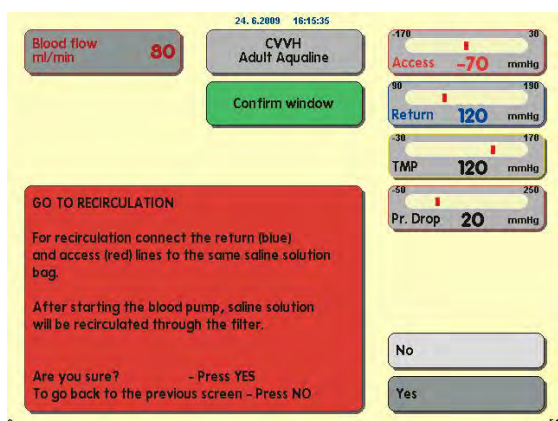 24. 6.2009 16:15:35
Blood flow
ml/min 80
CVVH
Adult Aqualine
Confirm window
-170 30
Access -70 mmHg
90 190
Return 120 mmHg
-30 170
TMP 120 mmHg
-50 250
Pr. Drop 20 mmHg
GO TO RECIRCULATION
For recirculation connect the return (blue)
and access (red) lines to the same saline solution
bag.
After starting the blood pump, saline solution
will be recirculated through the filter.
Are you sure? - Press YES
To go back to the previous screen - Press NO
No
Yes